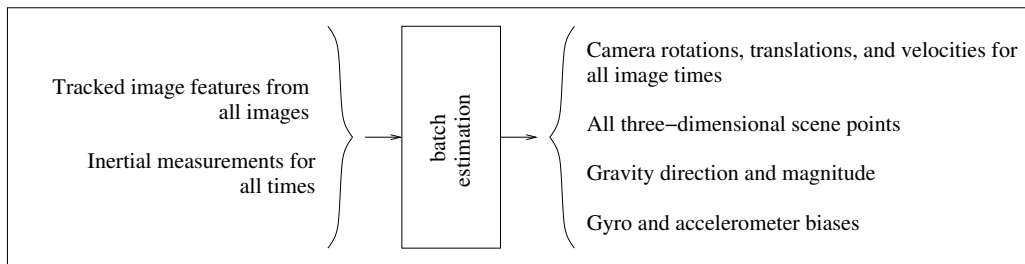 Tracked image features from
all images
Inertial measurements for
all times
batch
estimation
Camera rotations, translations, and velocities for
all image times
All three−dimensional scene points
Gravity direction and magnitude
Gyro and accelerometer biases